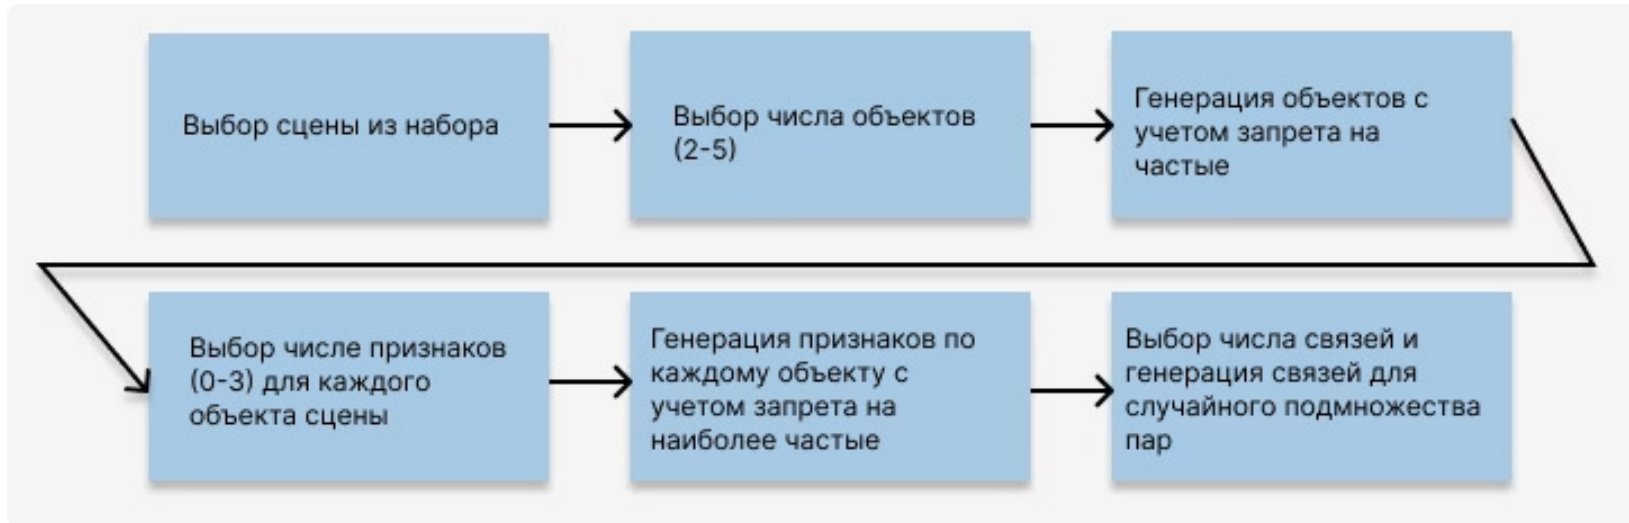 Выбор сцены из набора
Выбор числа объектов
(2-5)
Генерация объектов с
учетом запрета на
частые
Выбор числе признаков
(0-3) для каждого
объекта сцены
Генерация признаков по
каждому объекту с
учетом запрета на
наиболее частые
Выбор числа связей и
генерация связей для
случайного подмножества
пар